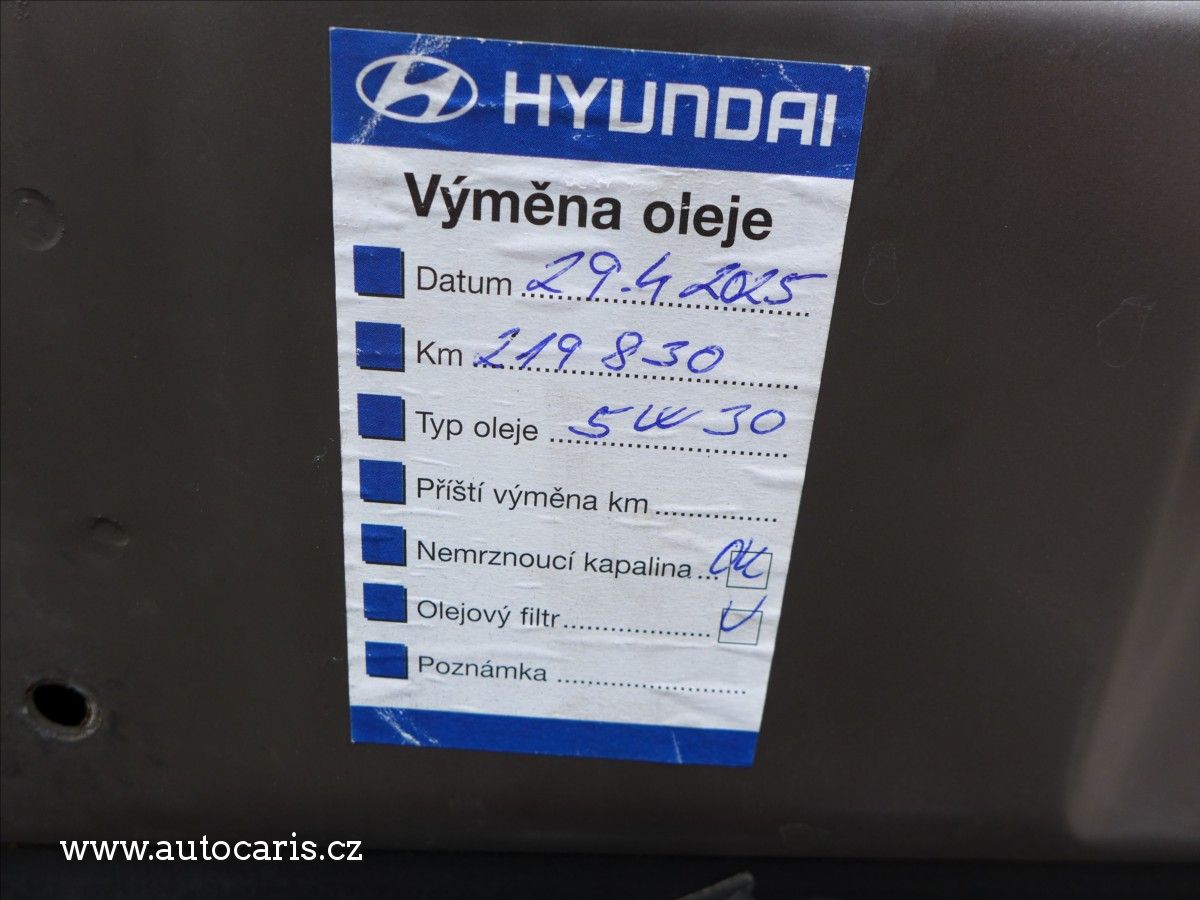 HYUNDAI
Výměna oleje
Datum 29.4 2025
Km 219 830
Typ oleje 5W30
Příští výměna km
Nemrznoucí kapalina ... OK
Olejový filtr
Poznámka
www.autocaris.cz